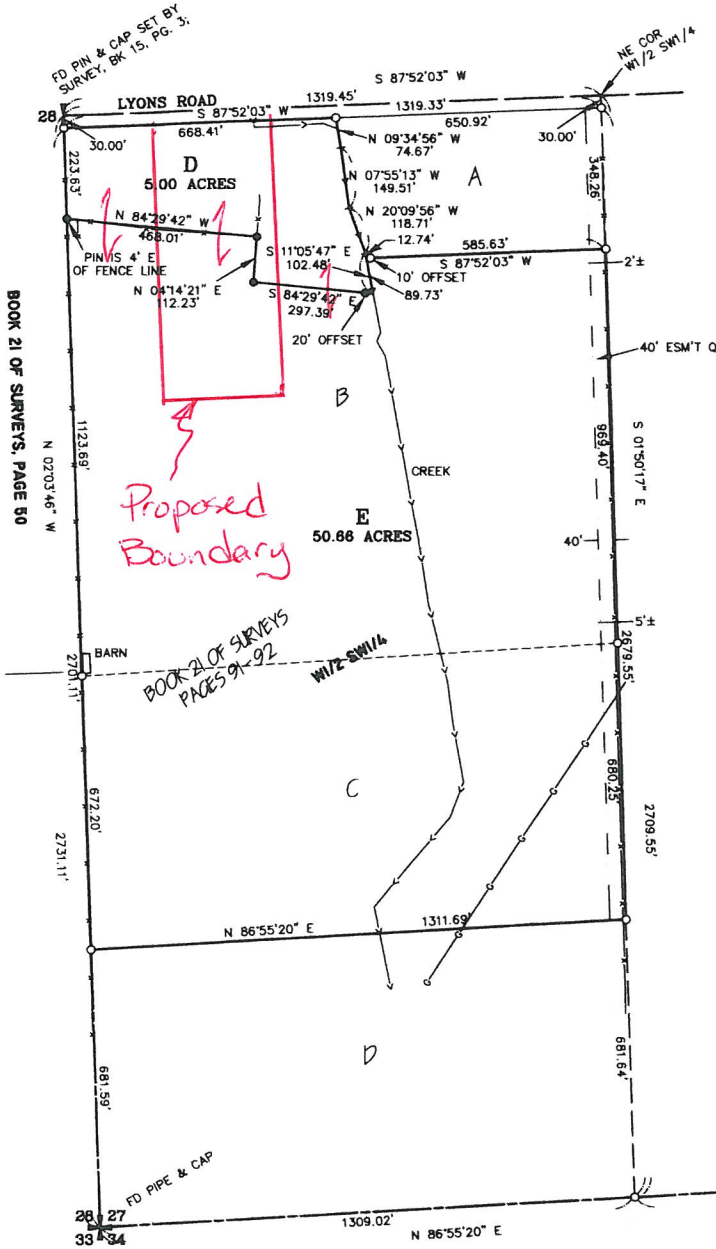 FD PIN & CAP SET BY
SURVEY, BK 15, PG. 3;
NE COR
W1/2 SW1/4
S 87°52'03" W
1319.45'
1319.33'
28
LYONS ROAD
S 87°52'03" W
668.41'
650.92'
30.00'
30.00'
N 09°34'56" W
74.67'
D
5.00 ACRES
A
N 07°55'13" W
149.51'
223.63'
348.26'
N 20°09'56" W
118.71'
12.74'
N 84°29'42" W
468.01'
585.63'
S 87°52'03" W
2'±
PIN IS 4' E
OF FENCE LINE
S 11°05'47" E
102.48'
10' OFFSET
89.73'
N 04°14'21" E
112.23'
S 84°29'42" E
297.39'
20' OFFSET
40' ESM'T Q
BOOK 21 OF SURVEYS, PAGE 50
B
1123.69'
N 02°03'46" W
CREEK
969.40'
S 01°50'17" E
Proposed
Boundary
E
50.66 ACRES
40'
5'±
BARN
BOOK 21 OF SURVEYS
PAGES 91-92
W1/2-SW1/4
2701.11'
2679.55'
C
672.20'
2731.11'
680.25'
2709.55'
G
G
G
G
G
G
N 86°55'20" E
1311.69'
D
681.59'
681.64'
FD PIPE & CAP
28 27
33 34
1309.02'
N 86°55'20" E